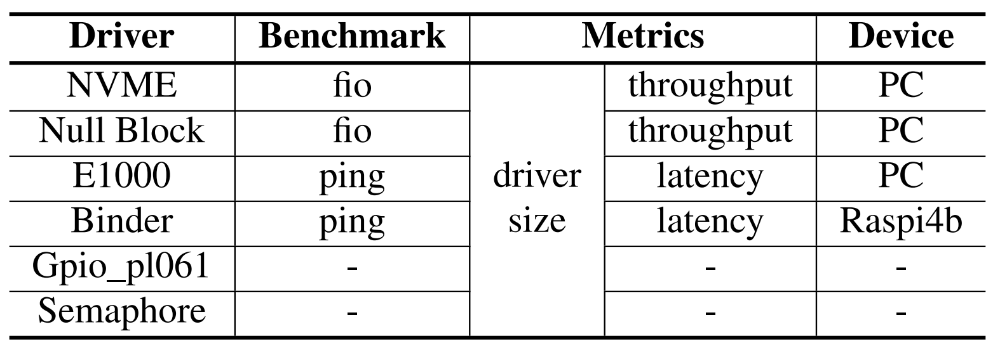 Driver Benchmark Metrics Device
NVME fio throughput PC
Null Block fio throughput PC
E1000 ping driver latency PC
Binder ping size latency Raspi4b
Gpio_pl061 - - -
Semaphore - - -